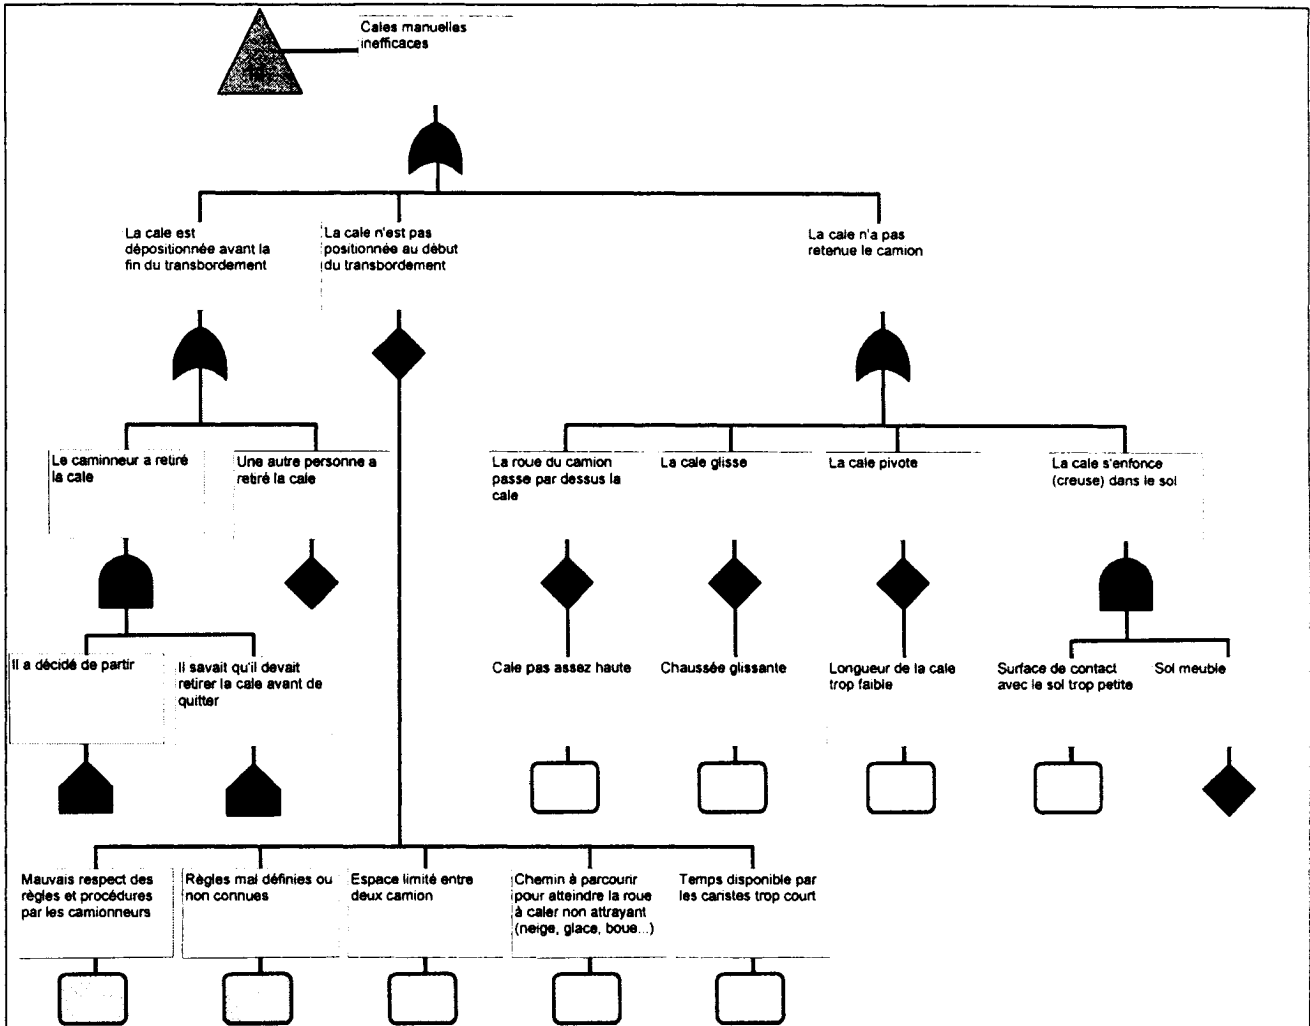 Cales manuelles
inefficaces
La cale est
dépositionnée avant la
fin du transbordement
La cale n'est pas
positionnée au début
du transbordement
La cale n'a pas
retenue le camion
Le caminneur a retiré
la cale
Une autre personne a
retiré la cale
La roue du camion
passe par dessus la
cale
La cale glisse
La cale pivote
La cale s'enfonce
(creuse) dans le sol
Il a décidé de partir
Il savait qu'il devait
retirer la cale avant de
quitter
Cale pas assez haute
Chaussée glissante
Longueur de la cale
trop faible
Surface de contact
avec le sol trop petite
Sol meuble
Mauvais respect des
règles et procédures
par les camionneurs
Règles mal définies ou
non connues
Espace limité entre
deux camion
Chemin à parcourir
pour atteindre la roue
à caler non attrayant
(neige, glace, boue...)
Temps disponible par
les caristes trop court